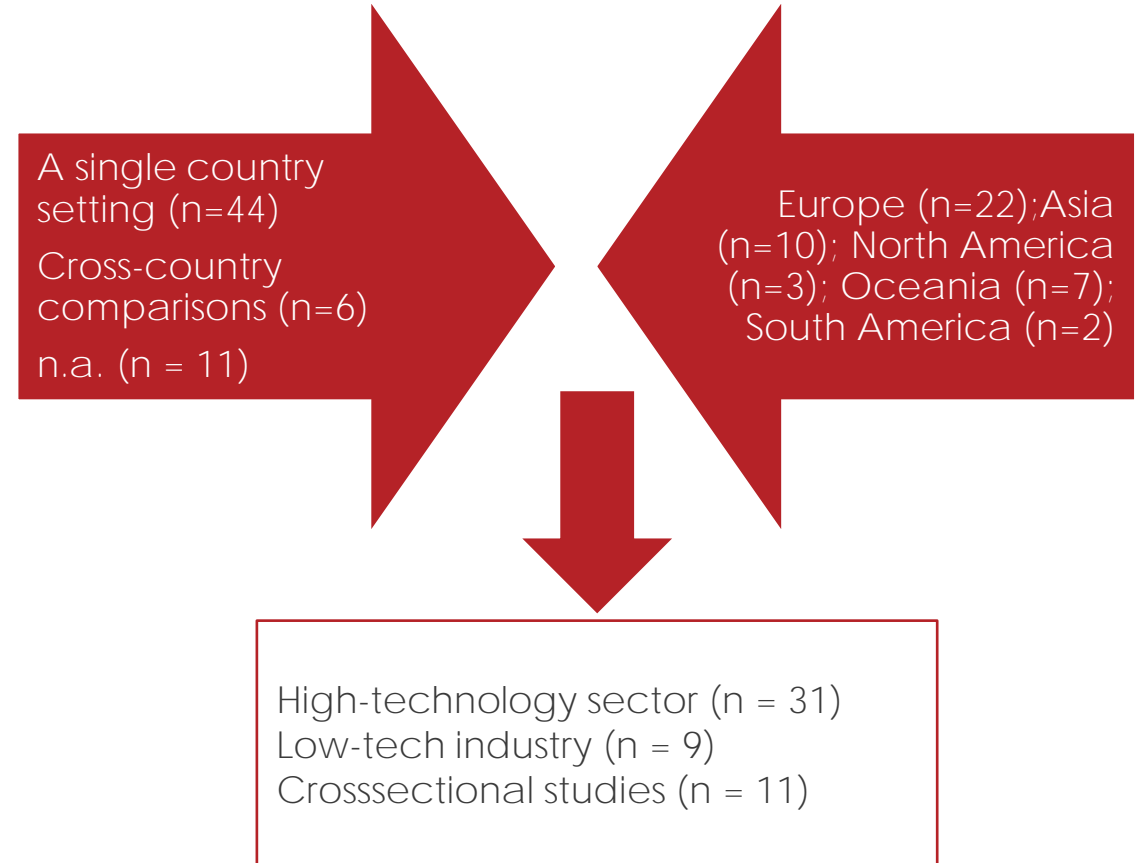 A single country
setting (n=44)
Cross-country
comparisons (n=6)
n.a. (n = 11)
Europe (n=22);Asia
(n=10); North America
(n=3); Oceania (n=7);
South America (n=2)
High-technology sector (n = 31)
Low-tech industry (n = 9)
Crosssectional studies (n = 11)